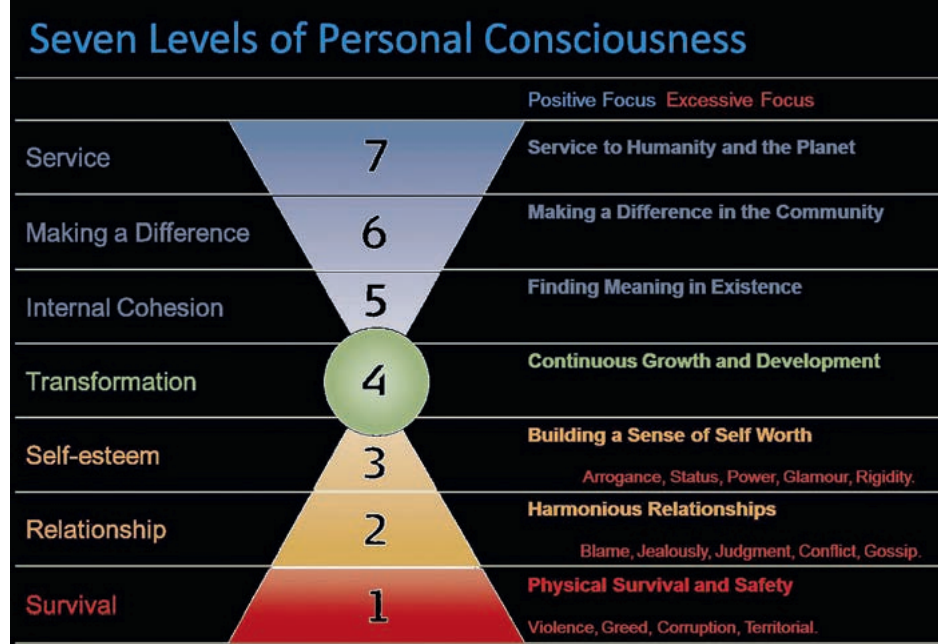 Seven Levels of Personal Consciousness
Positive Focus Excessive Focus
Service 7 Service to Humanity and the Planet
Making a Difference 6 Making a Difference in the Community
Internal Cohesion 5 Finding Meaning in Existence
Transformation 4 Continuous Growth and Development
Self-esteem 3 Building a Sense of Self Worth
Arrogance, Status, Power, Glamour, Rigidity.
Relationship 2 Harmonious Relationships
Blame, Jealously, Judgment, Conflict, Gossip.
Survival 1 Physical Survival and Safety
Violence, Greed, Corruption, Territorial.